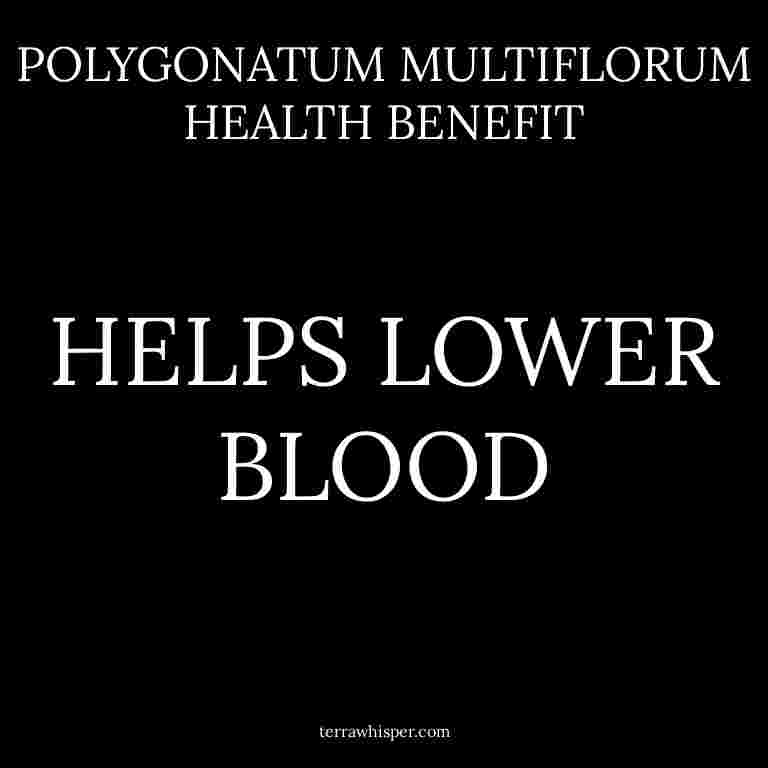 POLYGONATUM MULTIFLORUM
HEALTH BENEFIT
HELPS LOWER
BLOOD
terrawhisper.com